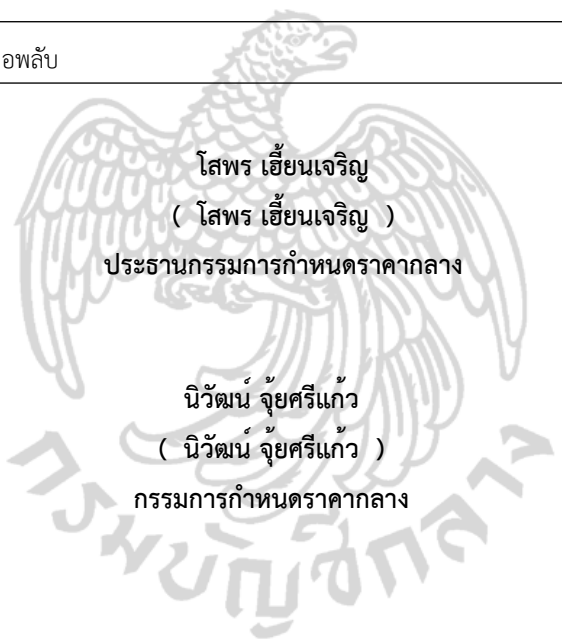 อพลับ
โสพร เฮี้ยนเจริญ
( โสพร เฮี้ยนเจริญ )
ประธานกรรมการกำหนดราคากลาง
นิวัฒน์ จุ้ยศรีแก้ว
( นิวัฒน์ จุ้ยศรีแก้ว )
กรรมการกำหนดราคากลาง
กรมบัญชีกลาง